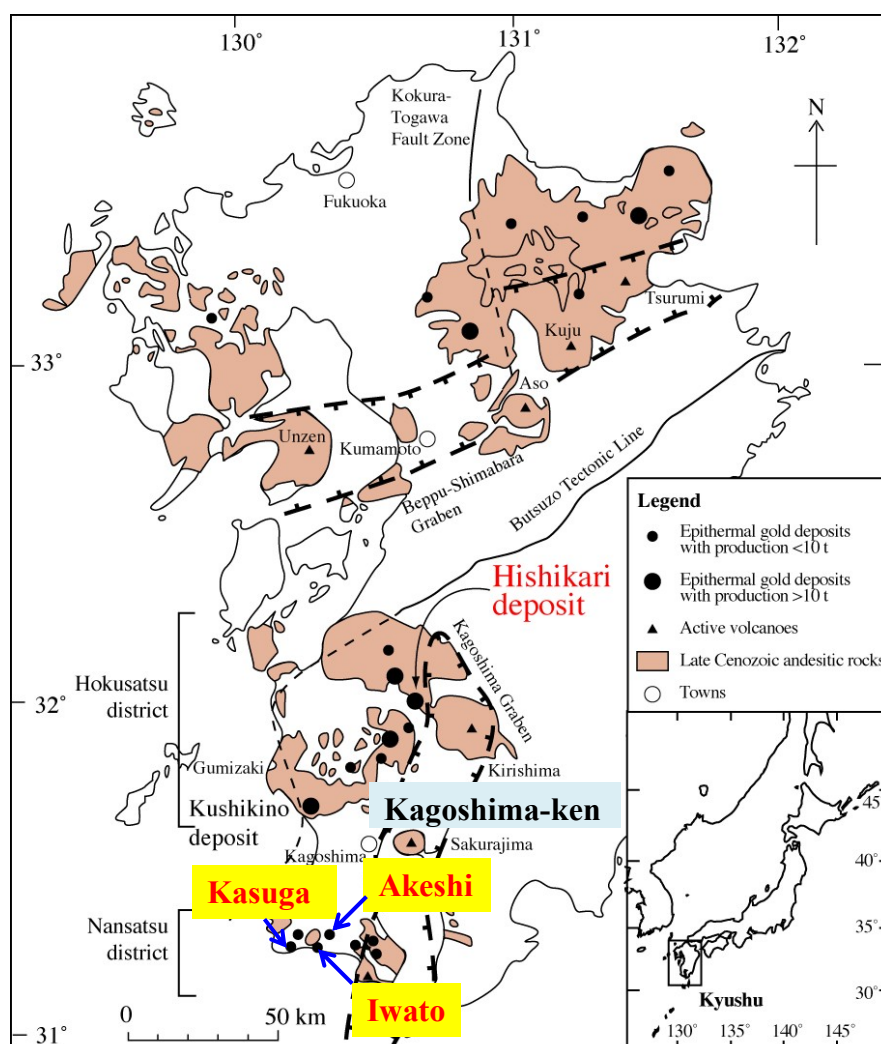 130°
131°
132°
Kokura-
Togawa
Fault Zone
N
Fukuoka
Tsurumi
Kuju
33°
Aso
Unzen
Kumamoto
Beppu-Shimabara
Graben
Butsuzo Tectonic Line
Legend
Epithermal gold deposits
with production <10 t
Epithermal gold deposits
with production >10 t
Active volcanoes
Late Cenozoic andesitic rocks
Towns
Hishikari
deposit
Kagoshima Graben
Hokusatsu
district
32°
Gumizaki
Kirishima
Kushikino
deposit
Kagoshima-ken
Kagoshima
Sakurajima
Kasuga
Akeshi
Nansatsu
district
Iwato
0 50 km
31°
45°
40°
35°
30°
Kyushu
130° 135° 140° 145°